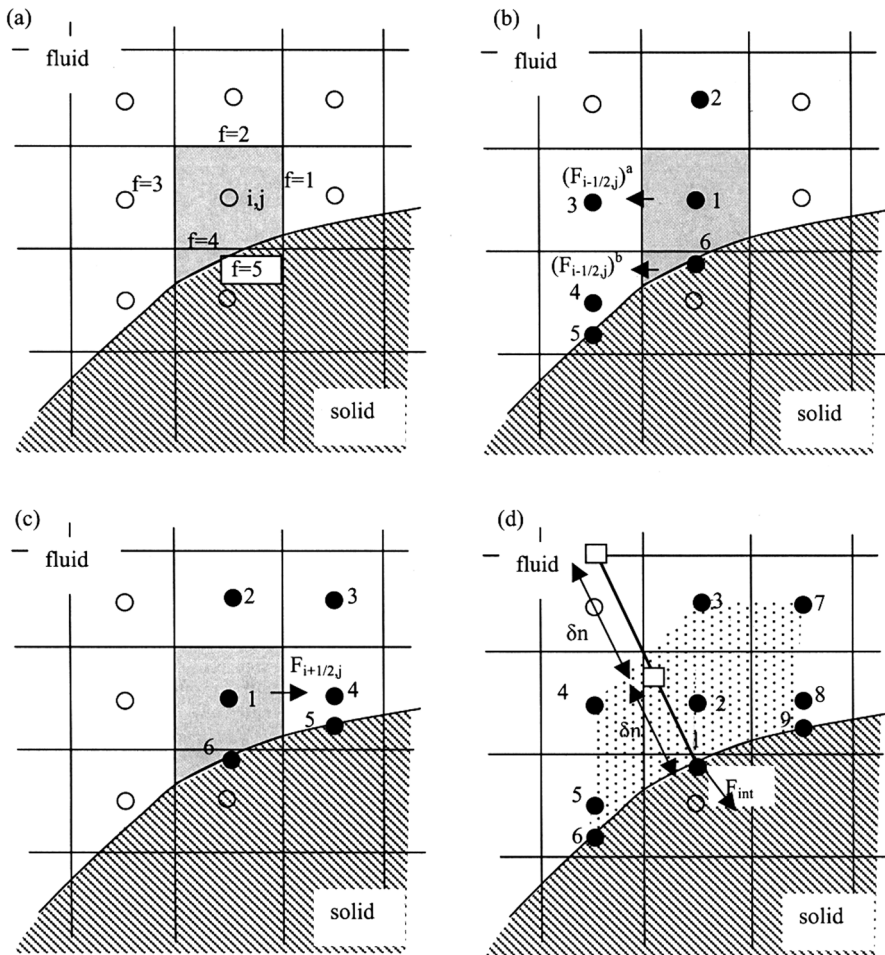 (a)
fluid
f=2
f=3
f=1
i,j
f=4
f=5
solid
(b)
fluid
2
(F_{i-1/2,j})^a
3
1
6
(F_{i-1/2,j})^b
4
5
solid
(c)
fluid
2
3
F_{i+1/2,j}
1
4
5
6
solid
(d)
fluid
3
7
δn
4
2
8
δn
9
1
5
F_{int}
6
solid